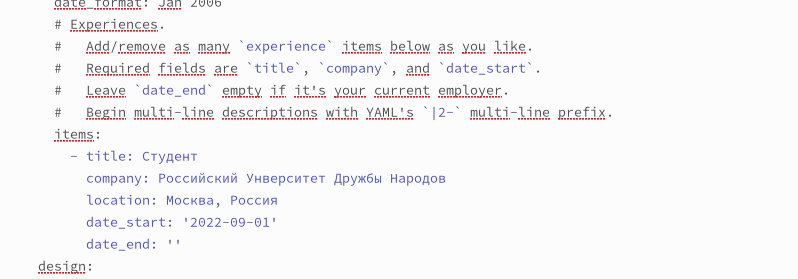 date_format: Jan 2006
# Experiences.
#   Add/remove as many `experience` items below as you like.
#   Required fields are `title`, `company`, and `date_start`.
#   Leave `date_end` empty if it's your current employer.
#   Begin multi-line descriptions with YAML's `|2-` multi-line prefix.
items:
- title: Студент
company: Российский Унверситет Дружбы Народов
location: Москва, Россия
date_start: '2022-09-01'
date_end: ''
design: